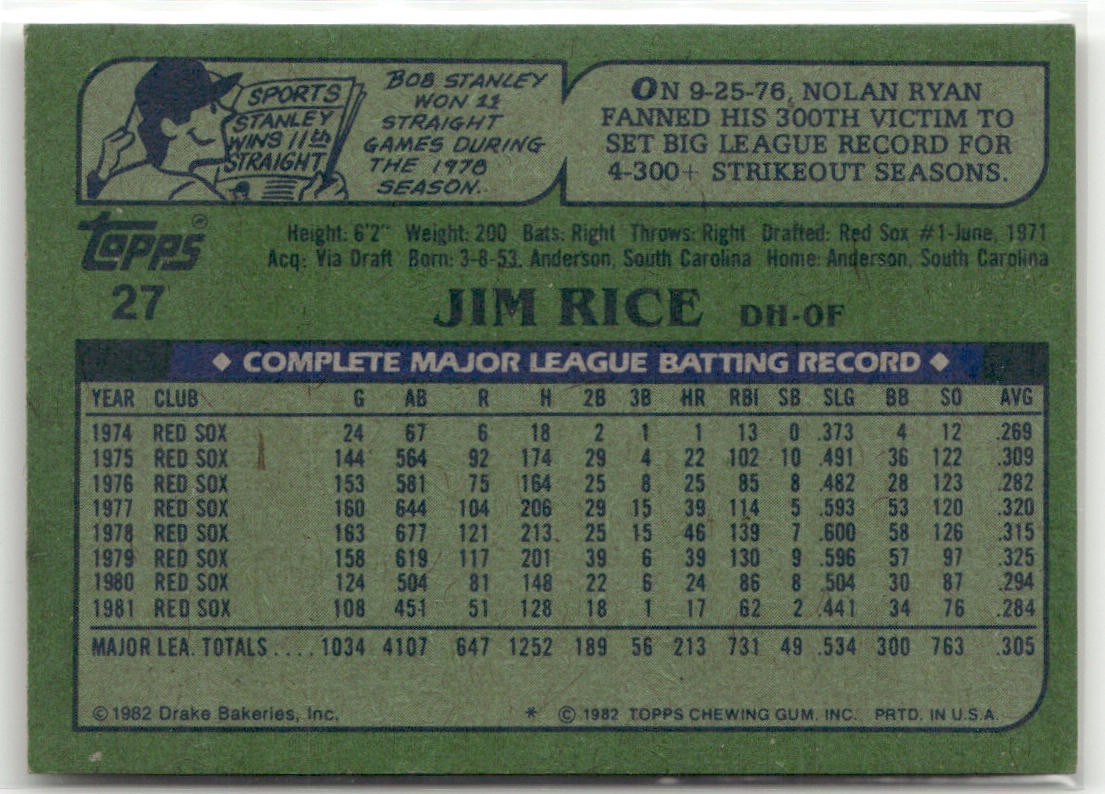 SPORTS
STANLEY
WINS 11th
STRAIGHT
BOB STANLEY
WON 11
STRAIGHT
GAMES DURING
THE 1978
SEASON.
ON 9-25-76, NOLAN RYAN
FANNED HIS 300TH VICTIM TO
SET BIG LEAGUE RECORD FOR
4-300+ STRIKEOUT SEASONS.
Topps®
Height: 6'2" Weight: 200 Bats: Right Throws: Right Drafted: Red Sox #1-June, 1971
Acq: Via Draft Born: 3-8-53, Anderson, South Carolina Home: Anderson, South Carolina
27 JIM RICE DH-OF
◆ COMPLETE MAJOR LEAGUE BATTING RECORD ◆
YEAR CLUB G AB R H 2B 3B HR RBI SB SLG BB SO AVG
1974 RED SOX 24 67 6 18 2 1 1 13 0 .373 4 12 .269
1975 RED SOX 144 564 92 174 29 4 22 102 10 .491 36 122 .309
1976 RED SOX 153 581 75 164 25 8 25 85 8 .482 28 123 .282
1977 RED SOX 160 644 104 206 29 15 39 114 5 .593 53 120 .320
1978 RED SOX 163 677 121 213 25 15 46 139 7 .600 58 126 .315
1979 RED SOX 158 619 117 201 39 6 39 130 9 .596 57 97 .325
1980 RED SOX 124 504 81 148 22 6 24 86 8 .504 30 87 .294
1981 RED SOX 108 451 51 128 18 1 17 62 2 .441 34 76 .284
MAJOR LEA. TOTALS .... 1034 4107 647 1252 189 56 213 731 49 .534 300 763 .305
©1982 Drake Bakeries, Inc. * © 1982 TOPPS CHEWING GUM, INC. PRTD. IN U.S.A.